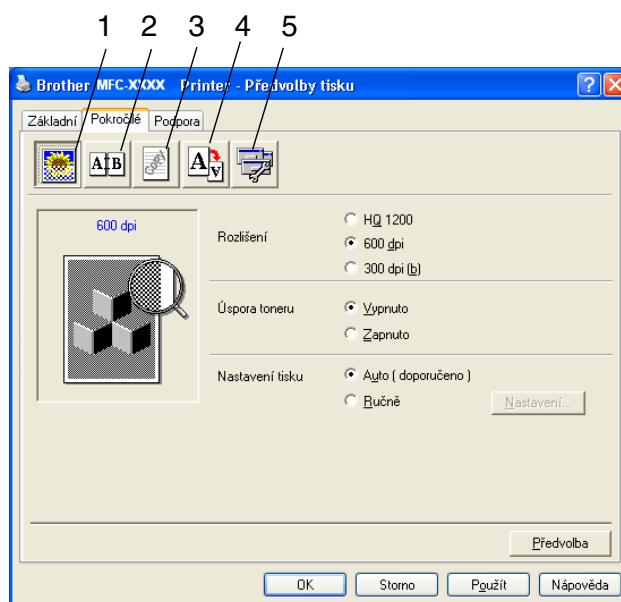 1 2 3 4 5
Brother MFC-XXXX Printer - Předvolby tisku
Základní Pokročilé Podpora
A B
A A
600 dpi
Rozlišení
HQ 1200
600 dpi
300 dpi (b)
Úspora toneru
Vypnuto
Zapnuto
Nastavení tisku
Auto ( doporučeno )
Ručně
Nastavení...
Předvolba
OK Storno Použít Nápověda